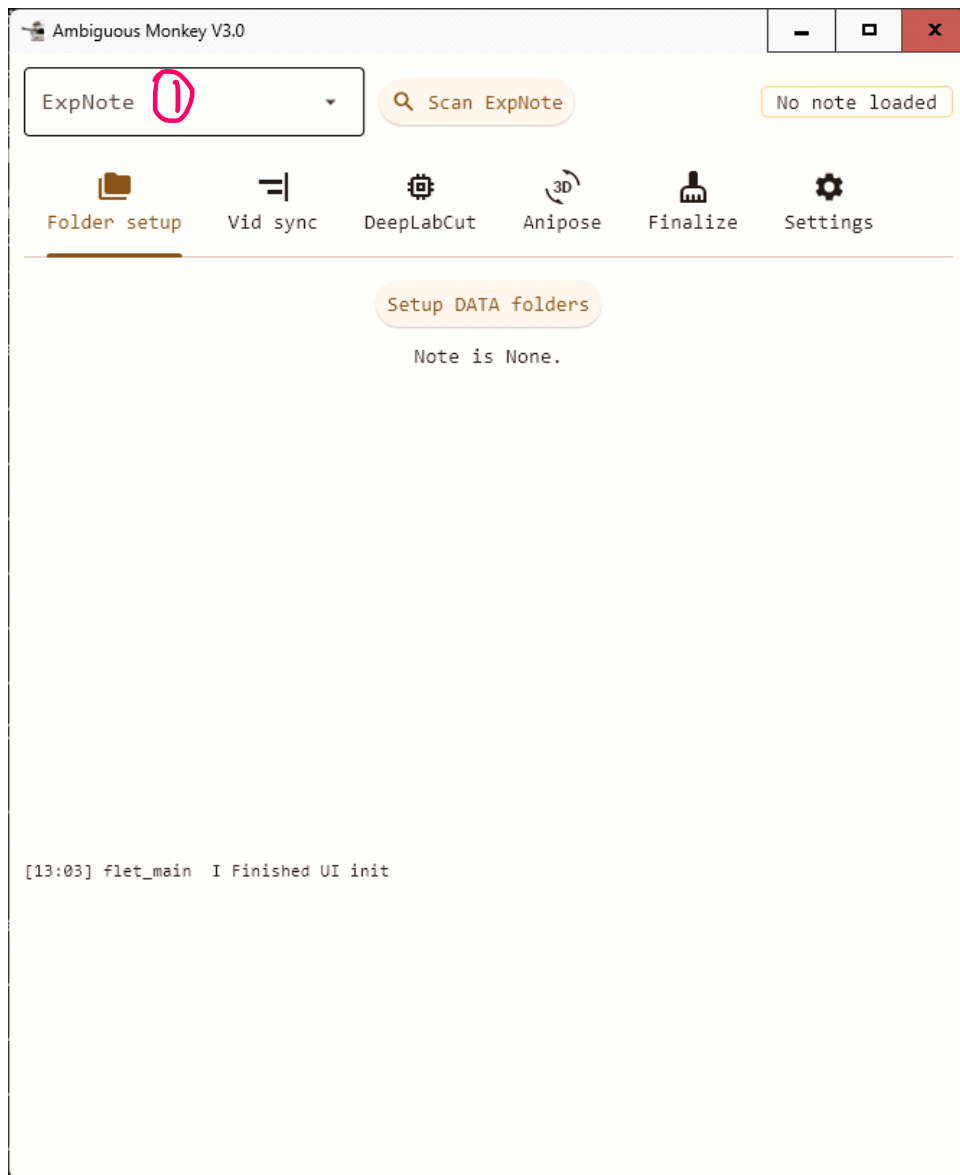 Ambiguous Monkey V3.0
ExpNote 1
Scan ExpNote
No note loaded
Folder setup
Vid sync
DeepLabCut
3D
Anipose
Finalize
Settings
Setup DATA folders
Note is None.
[13:03] flet_main  I Finished UI init